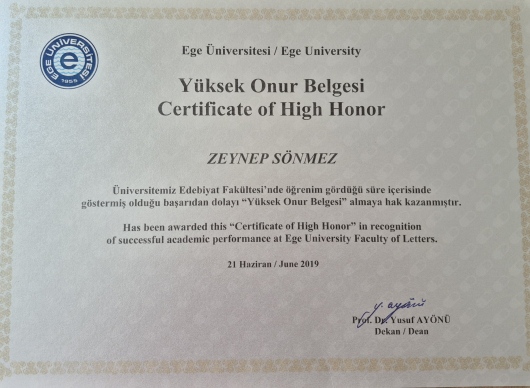 EGE ÜNİVERSİTESİ
1955
Ege Üniversitesi / Ege University
Yüksek Onur Belgesi
Certificate of High Honor
ZEYNEP SÖNMEZ
Üniversitemiz Edebiyat Fakültesi'nde öğrenim gördüğü süre içerisinde
göstermiş olduğu başarıdan dolayı “Yüksek Onur Belgesi” almaya hak kazanmıştır.
Has been awarded this “Certificate of High Honor” in recognition
of successful academic performance at Ege University Faculty of Letters.
21 Haziran / June 2019
y. ayönü
Prof. Dr. Yusuf AYÖNÜ
Dekan / Dean